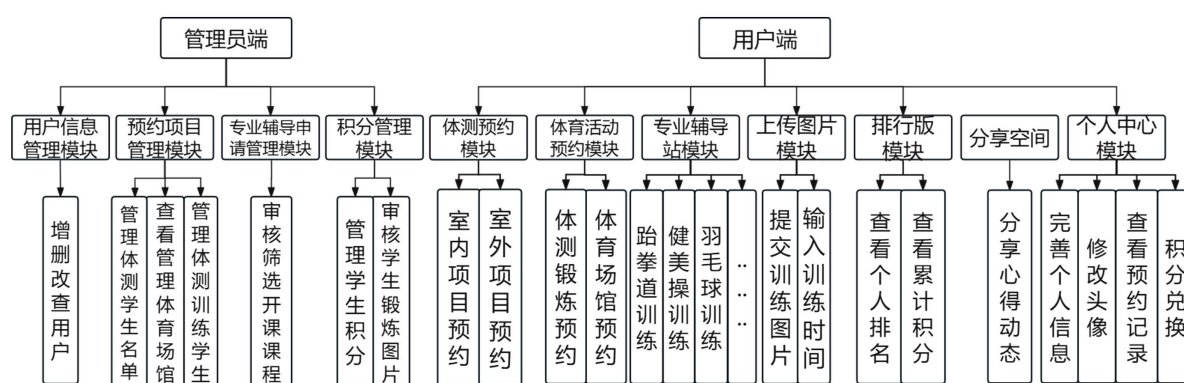 管理员端
用户端
用户信息
管理模块
预约项目
管理模块
专业辅导申
请管理模块
积分管理
模块
体测预约
模块
体育活动
预约模块
专业辅导
站模块
上传图片
模块
排行版
模块
分享空间
个人中心
模块
增删改查用户
管理体测学生名单
查看管理体育场馆
管理体测训练学生
审核筛选开课课程
管理学生积分
审核学生锻炼图片
室内项目预约
室外项目预约
体测锻炼预约
体育场馆预约
跆拳道训练
健美操训练
羽毛球训练
......
提交训练图片
输入训练时间
查看个人排名
查看累计积分
分享心得动态
完善个人信息
修改头像
查看预约记录
积分兑换